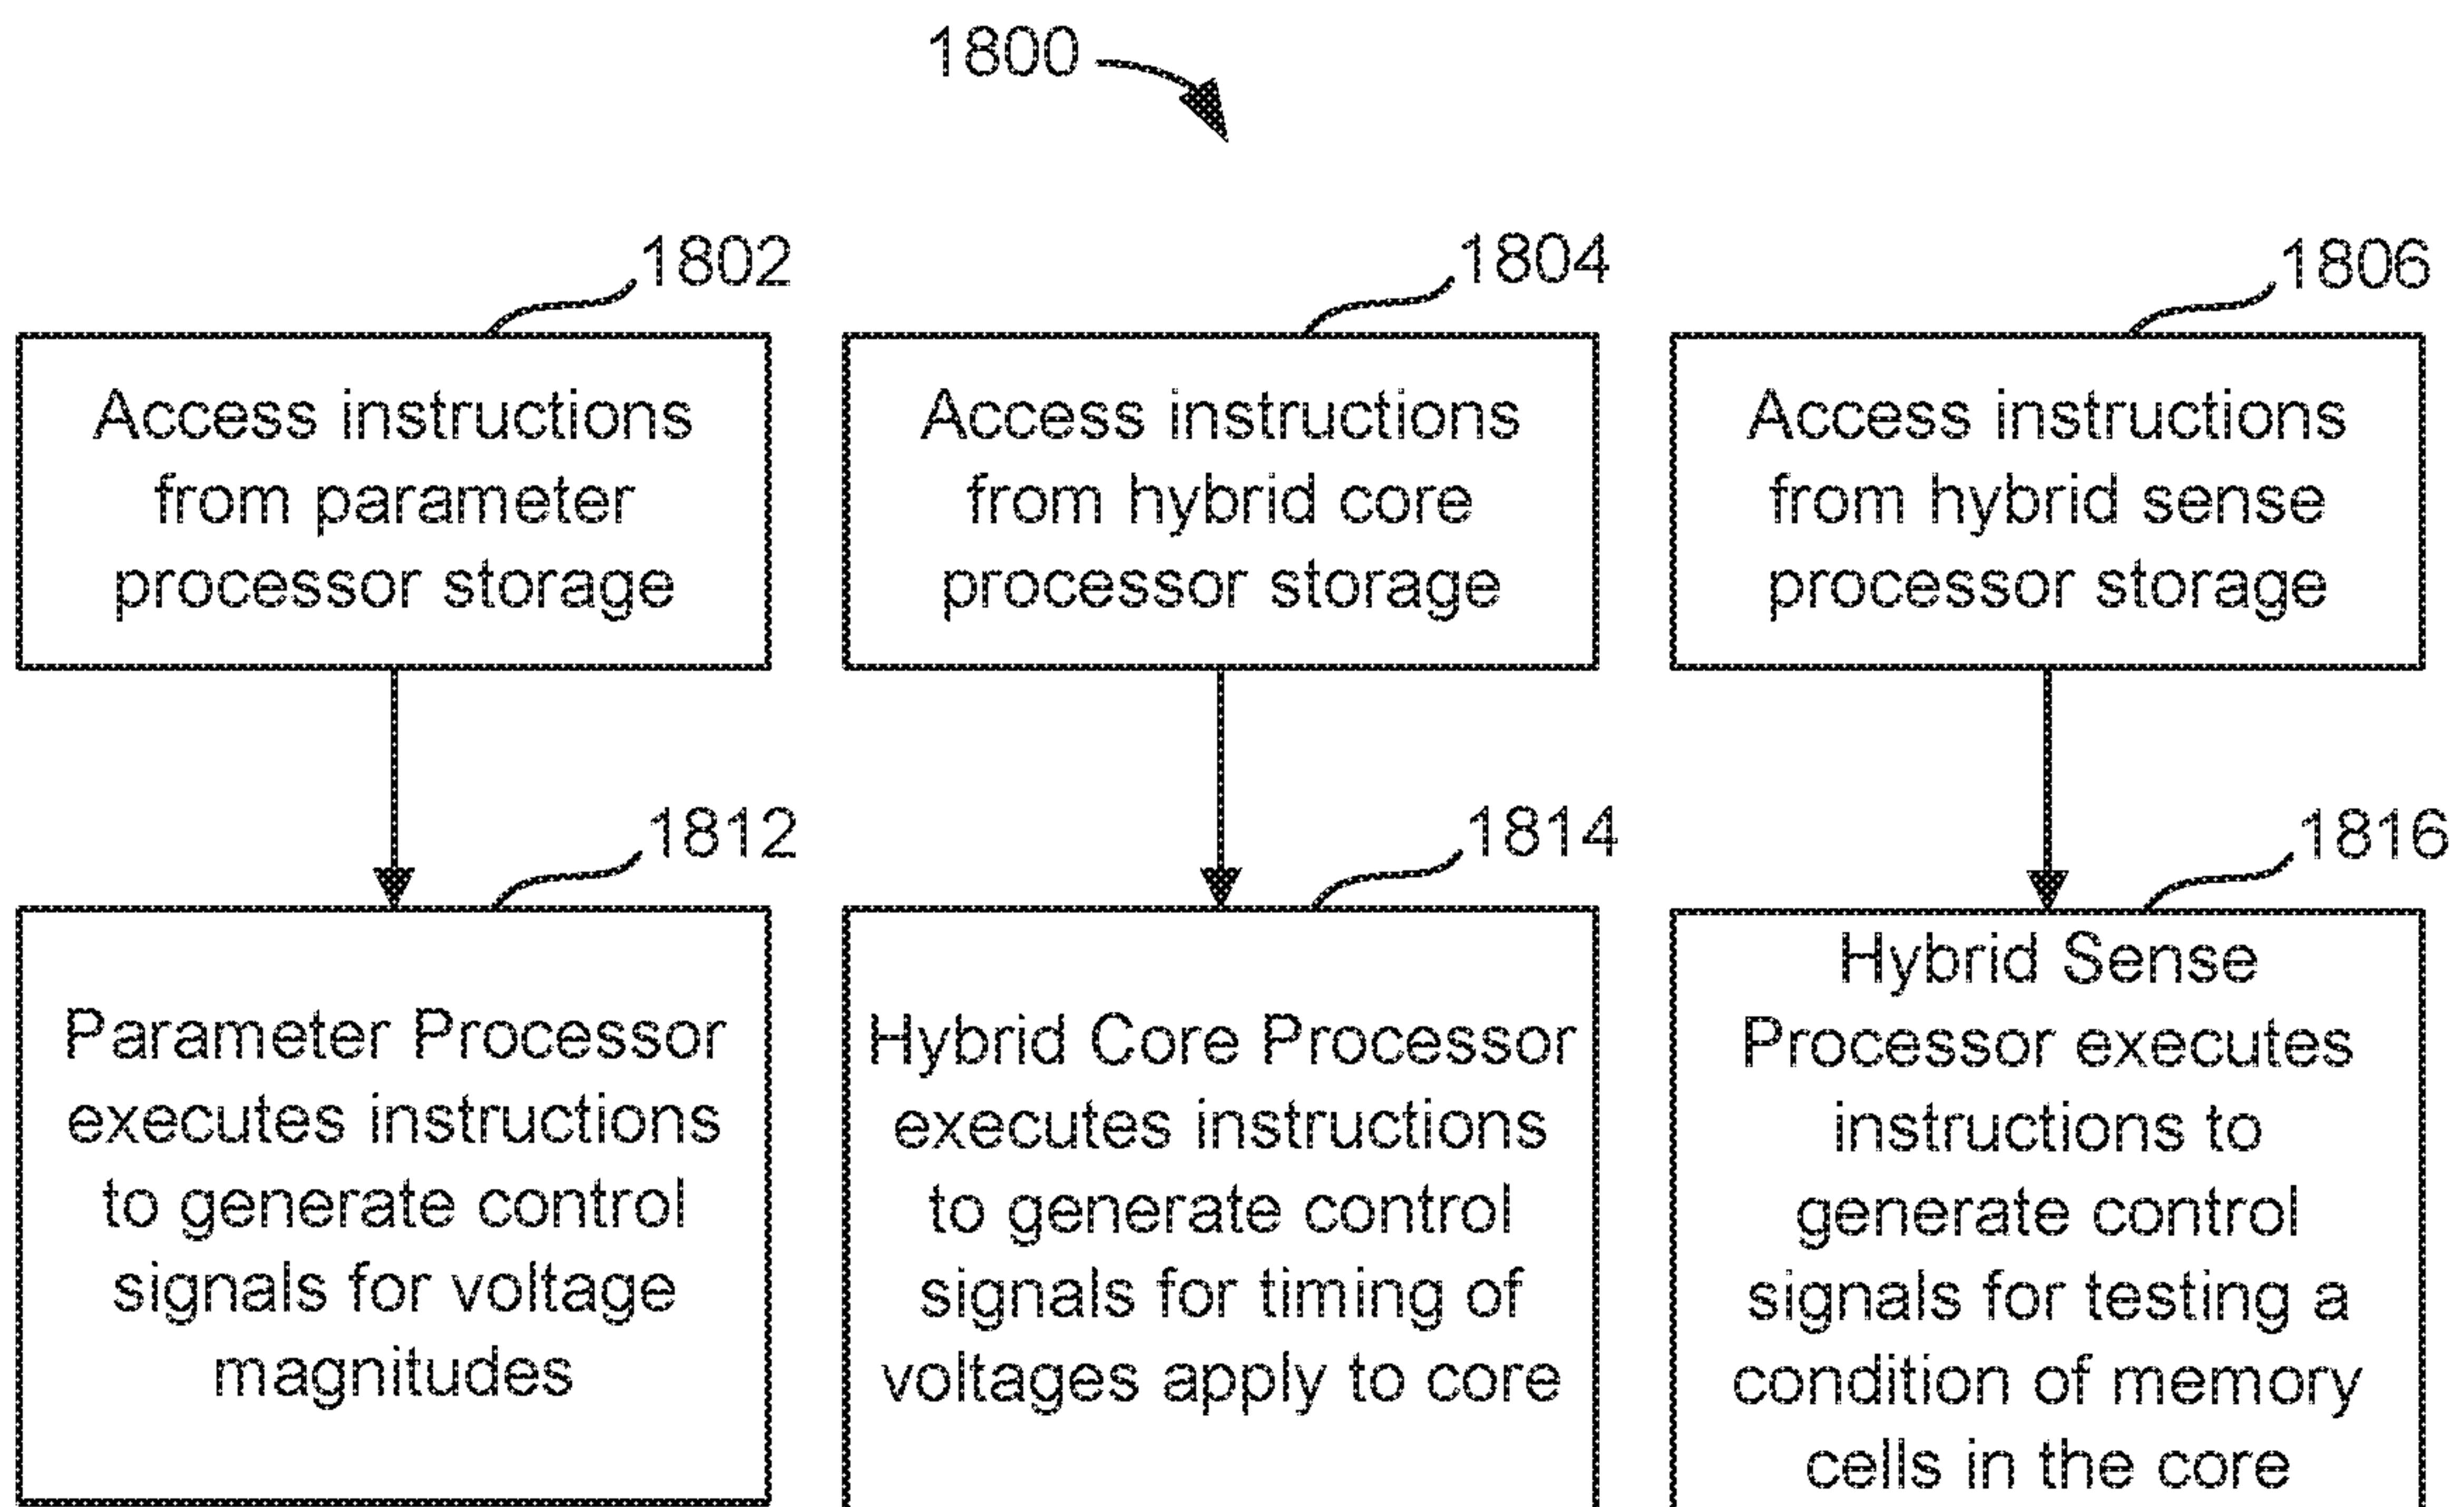 1800
1802
Access instructions
from parameter
processor storage
1804
Access instructions
from hybrid core
processor storage
1806
Access instructions
from hybrid sense
processor storage
1812
Parameter Processor
executes instructions
to generate control
signals for voltage
magnitudes
1814
Hybrid Core Processor
executes instructions
to generate control
signals for timing of
voltages apply to core
1816
Hybrid Sense
Processor executes
instructions to
generate control
signals for testing a
condition of memory
cells in the core